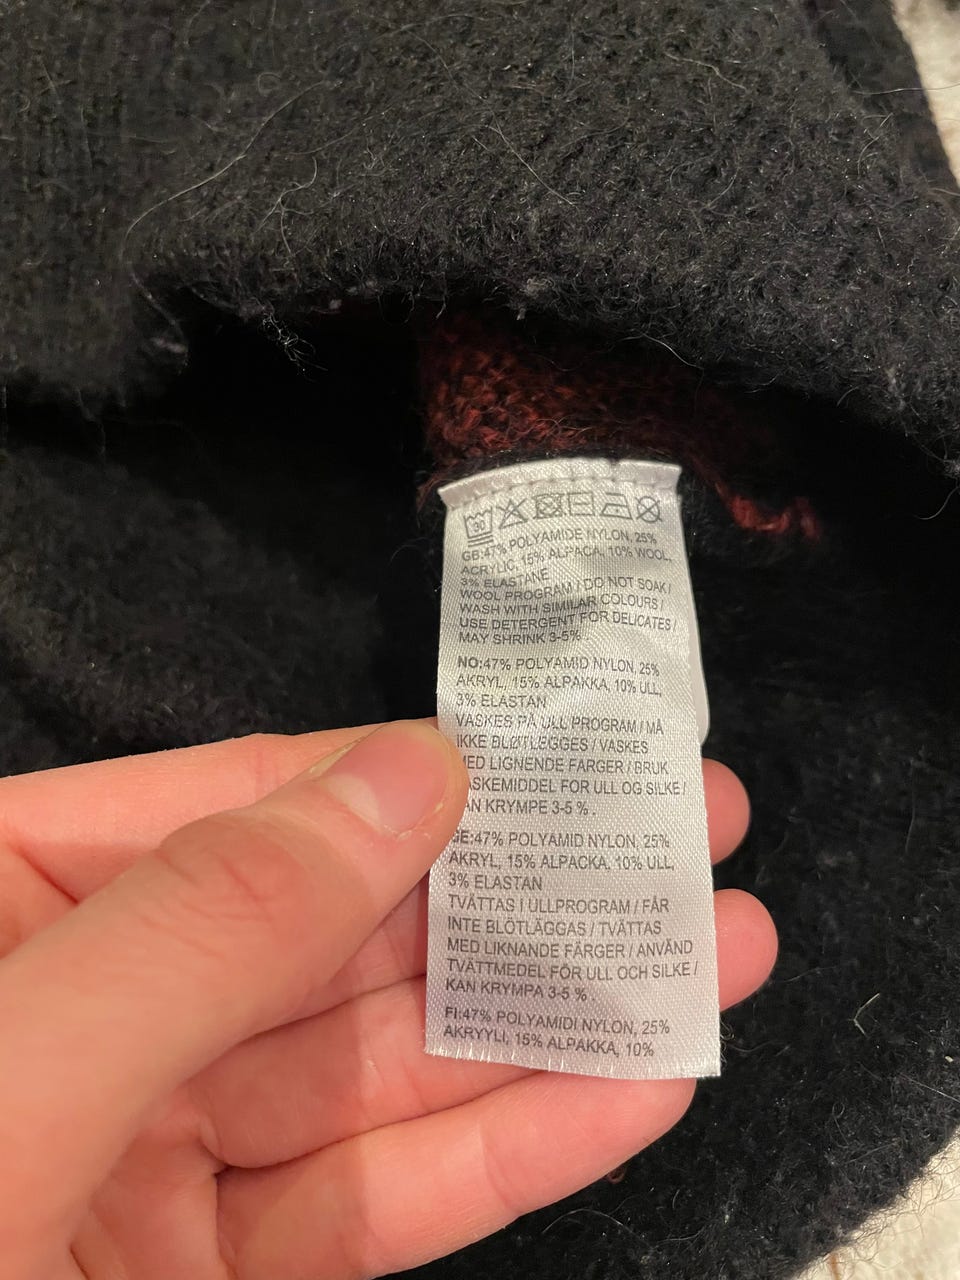 30
GB:47% POLYAMIDE NYLON, 25%
ACRYLIC, 15% ALPACA, 10% WOOL,
3% ELASTANE
WOOL PROGRAM / DO NOT SOAK /
WASH WITH SIMILAR COLOURS /
USE DETERGENT FOR DELICATES /
MAY SHRINK 3-5%
NO:47% POLYAMID NYLON, 25%
AKRYL, 15% ALPAKKA, 10% ULL,
3% ELASTAN
VASKES PÅ ULL PROGRAM / MÅ
IKKE BLØTLEGGES / VASKES
MED LIGNENDE FARGER / BRUK
ASKEMIDDEL FOR ULL OG SILKE /
AN KRYMPE 3-5 % .
SE:47% POLYAMID NYLON, 25%
AKRYL, 15% ALPACKA, 10% ULL,
3% ELASTAN
TVÄTTAS I ULLPROGRAM / FÅR
INTE BLÖTLÄGGAS / TVÄTTAS
MED LIKNANDE FÄRGER / ANVÄND
TVÄTTMEDEL FÖR ULL OCH SILKE /
KAN KRYMPA 3-5 % .
FI:47% POLYAMIDI NYLON, 25%
AKRYYLI, 15% ALPAKKA, 10%